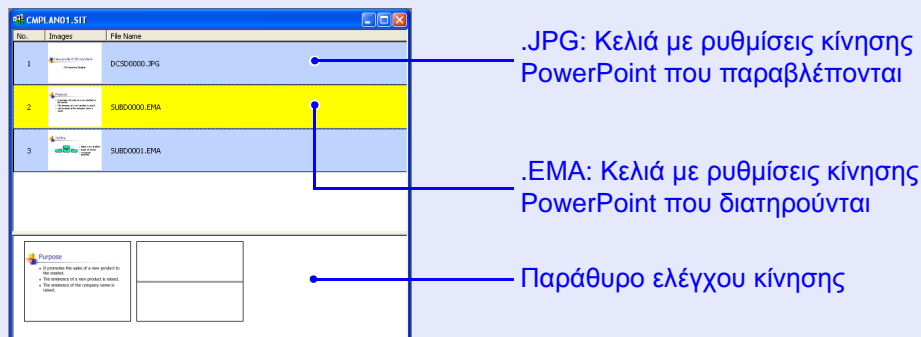 CMPLAN01.SIT
No. Images File Name
1 DCSD0000.JPG
2 Purpose SUBD0000.EMA
3 Outline SUBD0001.EMA
Purpose
It promotes the sales of a new product to
the market.
The eminence of a new product is raised.
The eminence of the company name is
raised.
.JPG: Κελιά με ρυθμίσεις κίνησης
PowerPoint που παραβλέπονται
.EMA: Κελιά με ρυθμίσεις κίνησης
PowerPoint που διατηρούνται
Παράθυρο ελέγχου κίνησης